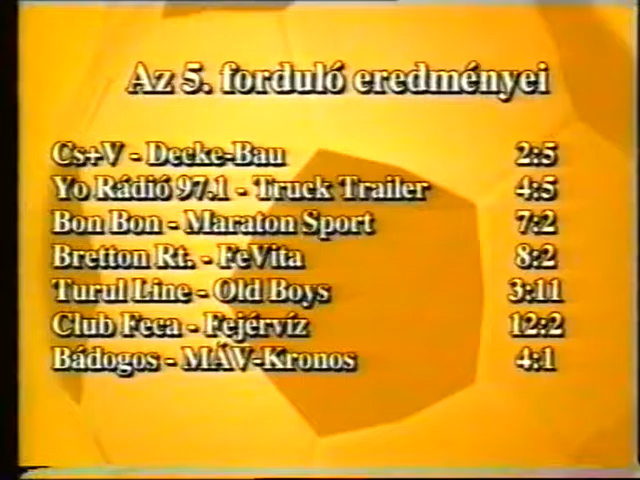 Az 5. forduló eredményei
Cs+V - Decke-Bau 2:5
Yo Rádió 97.1 - Truck Trailer 4:5
Bon Bon - Maraton Sport 7:2
Bretton Rt. - FeVita 8:2
Turul Line - Old Boys 3:11
Club Feca - Fejérvíz 12:2
Bádogos - MÁV-Kronos 4:1